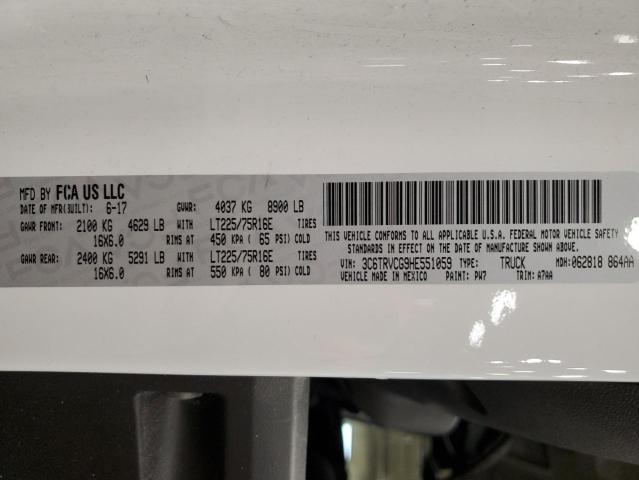 MFD BY FCA US LLC
DATE OF MFR(BUILT): 6-17 GVWR: 4037 KG 8900 LB
GAWR FRONT: 2100 KG 4629 LB WITH LT225/75R16E TIRES
16X6.0 RIMS AT 450 KPA ( 65 PSI) COLD
GAWR REAR: 2400 KG 5291 LB WITH LT225/75R16E TIRES
16X6.0 RIMS AT 550 KPA ( 80 PSI) COLD
THIS VEHICLE CONFORMS TO ALL APPLICABLE U.S.A. FEDERAL MOTOR VEHICLE SAFETY
STANDARDS IN EFFECT ON THE DATE OF MANUFACTURE SHOWN ABOVE.
VIN: 3C6TRVCG9HE551059 TYPE: TRUCK MDH: 062818 864AA
VEHICLE MADE IN MEXICO PAINT: PW7 TRIM: A7AA